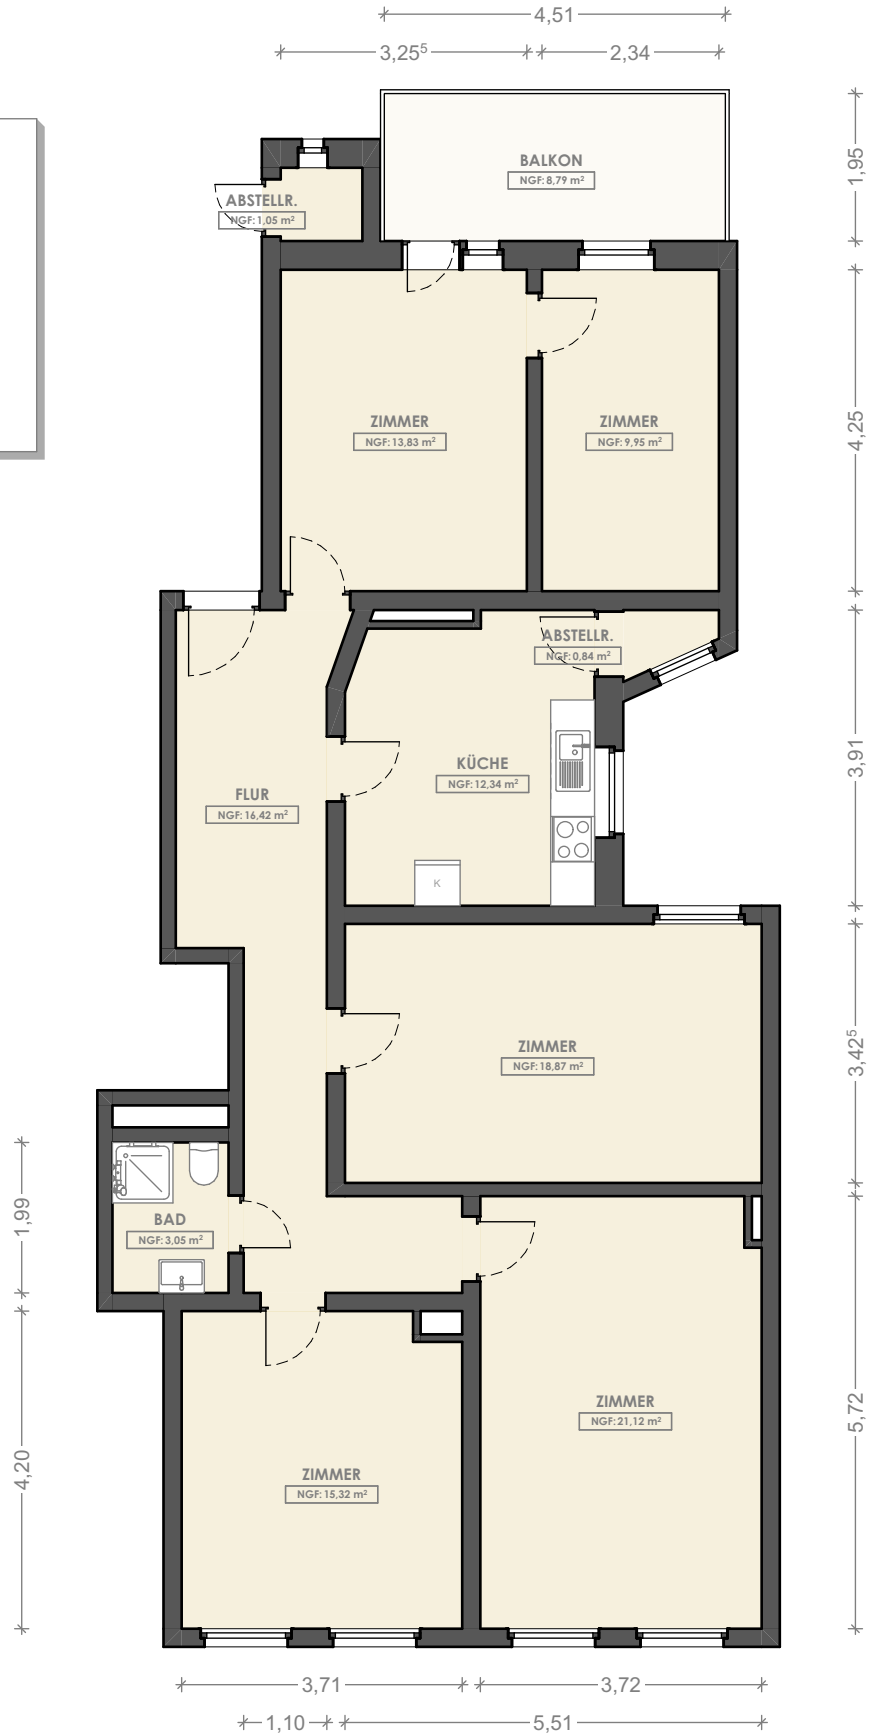 4,51
3,25⁵
2,34
BALKON
NGF: 8,79 m²
1,95
ABSTELLR.
NGF: 1,05 m²
ZIMMER
NGF: 13,83 m²
ZIMMER
NGF: 9,95 m²
4,25
ABSTELLR.
NGF: 0,84 m²
KÜCHE
NGF: 12,34 m²
3,91
FLUR
NGF: 16,42 m²
K
ZIMMER
NGF: 18,87 m²
3,42⁵
1,99
BAD
NGF: 3,05 m²
ZIMMER
NGF: 21,12 m²
5,72
4,20
ZIMMER
NGF: 15,32 m²
3,71
3,72
1,10
5,51